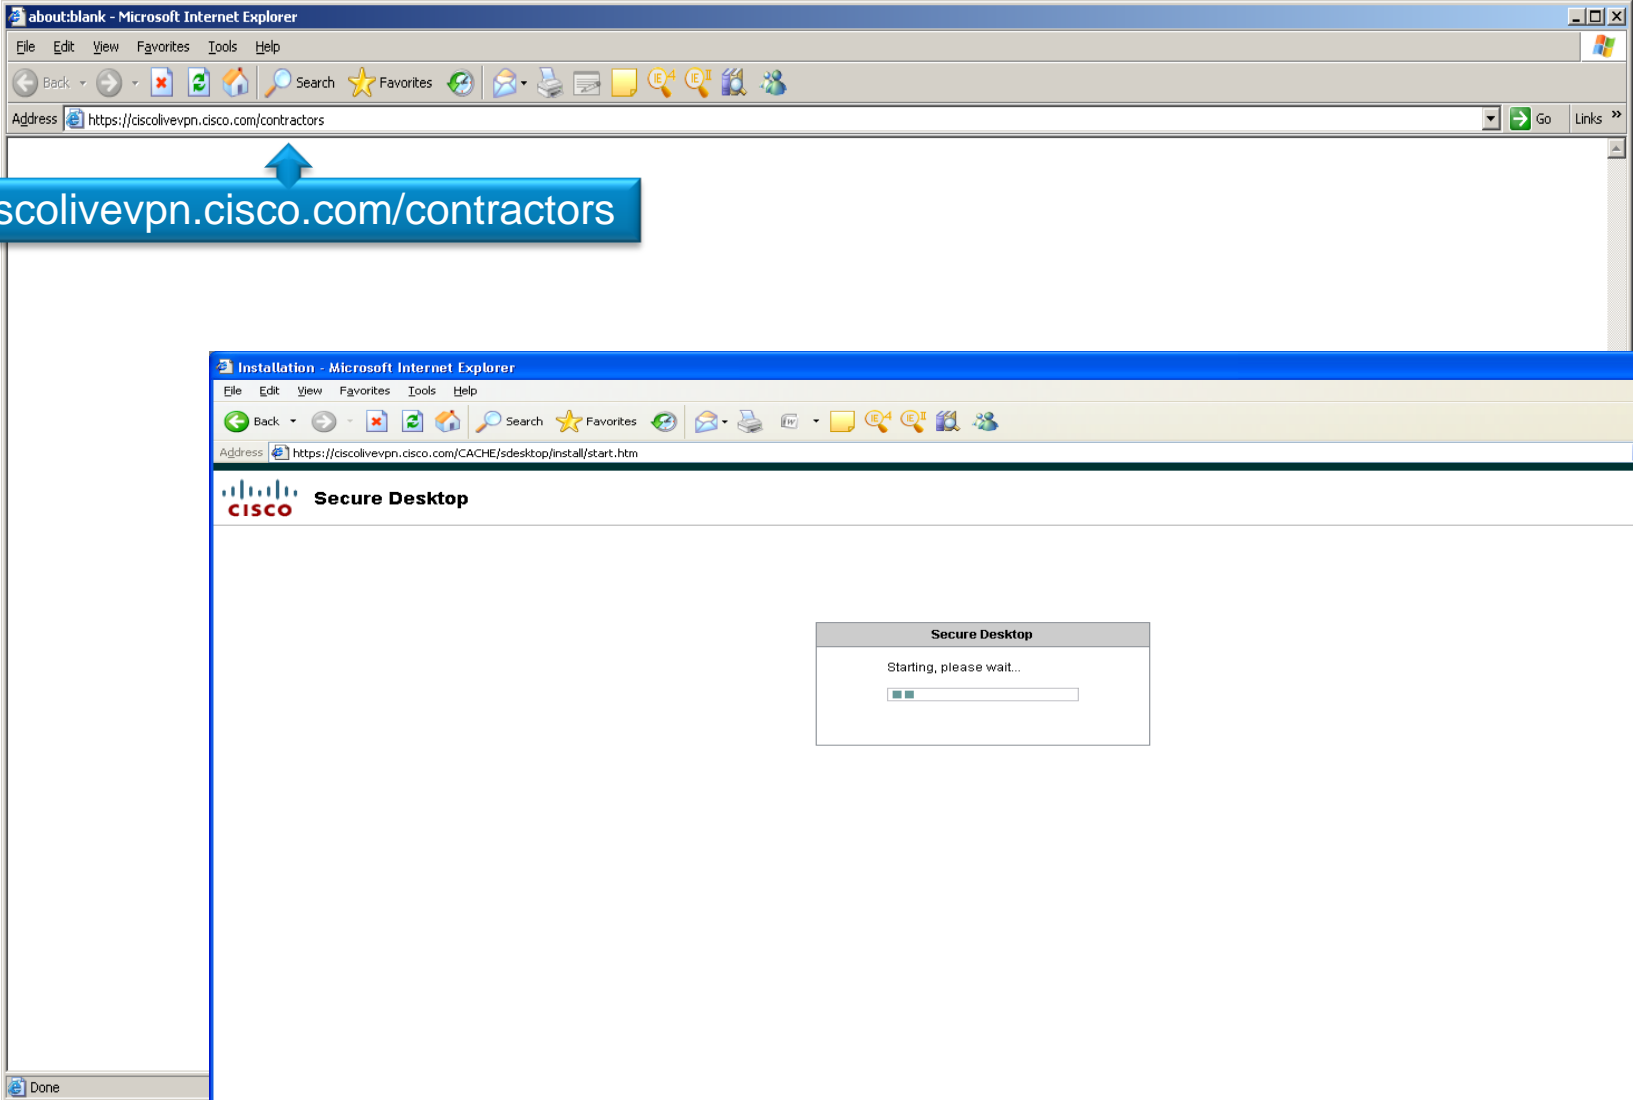 about:blank - Microsoft Internet Explorer
File Edit View Favorites Tools Help
Back Search Favorites
Address https://ciscolivevpn.cisco.com/contractors Go Links »
scolivevpn.cisco.com/contractors
Installation - Microsoft Internet Explorer
File Edit View Favorites Tools Help
Back Search Favorites
Address https://ciscolivevpn.cisco.com/CACHE/sdesktop/install/start.htm
CISCO Secure Desktop
Secure Desktop
Starting, please wait...
Done